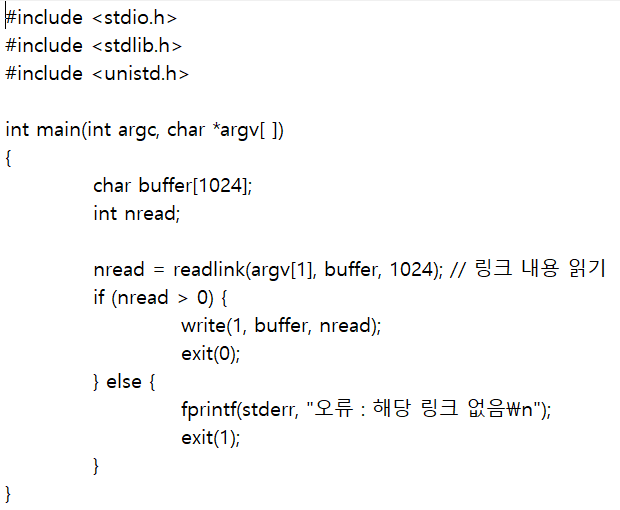 #include <stdio.h>
#include <stdlib.h>
#include <unistd.h>
int main(int argc, char *argv[ ])
{
char buffer[1024];
int nread;
nread = readlink(argv[1], buffer, 1024); // 링크 내용 읽기
if (nread > 0) {
write(1, buffer, nread);
exit(0);
} else {
fprintf(stderr, "오류 : 해당 링크 없음₩n");
exit(1);
}
}